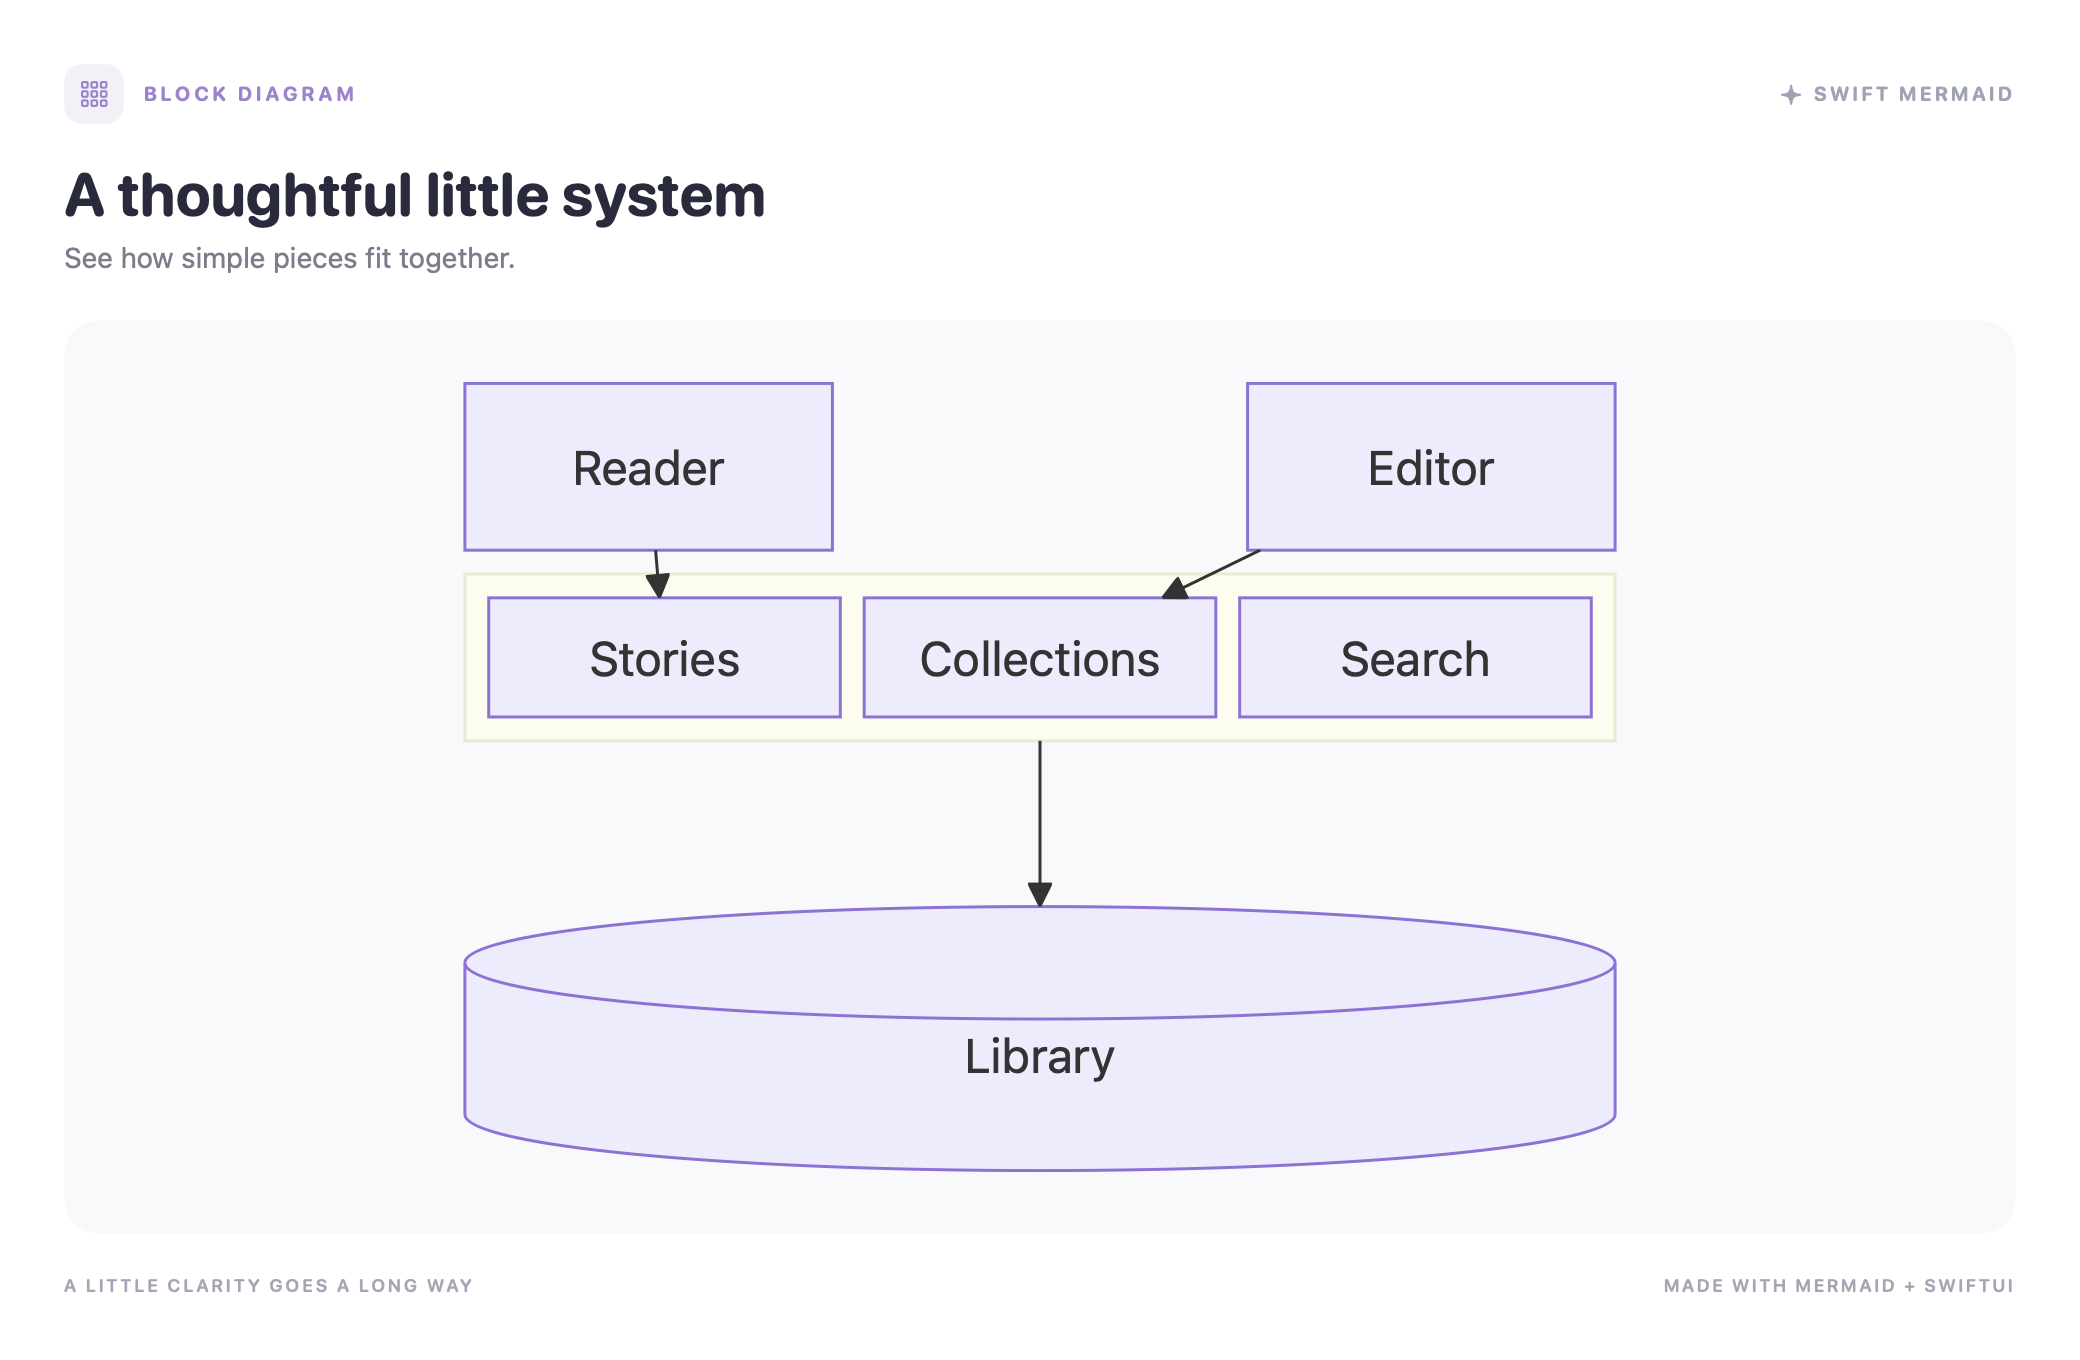 BLOCK DIAGRAM
SWIFT MERMAID
A thoughtful little system
See how simple pieces fit together.
Reader
Editor
Stories
Collections
Search
Library
A LITTLE CLARITY GOES A LONG WAY
MADE WITH MERMAID + SWIFTUI